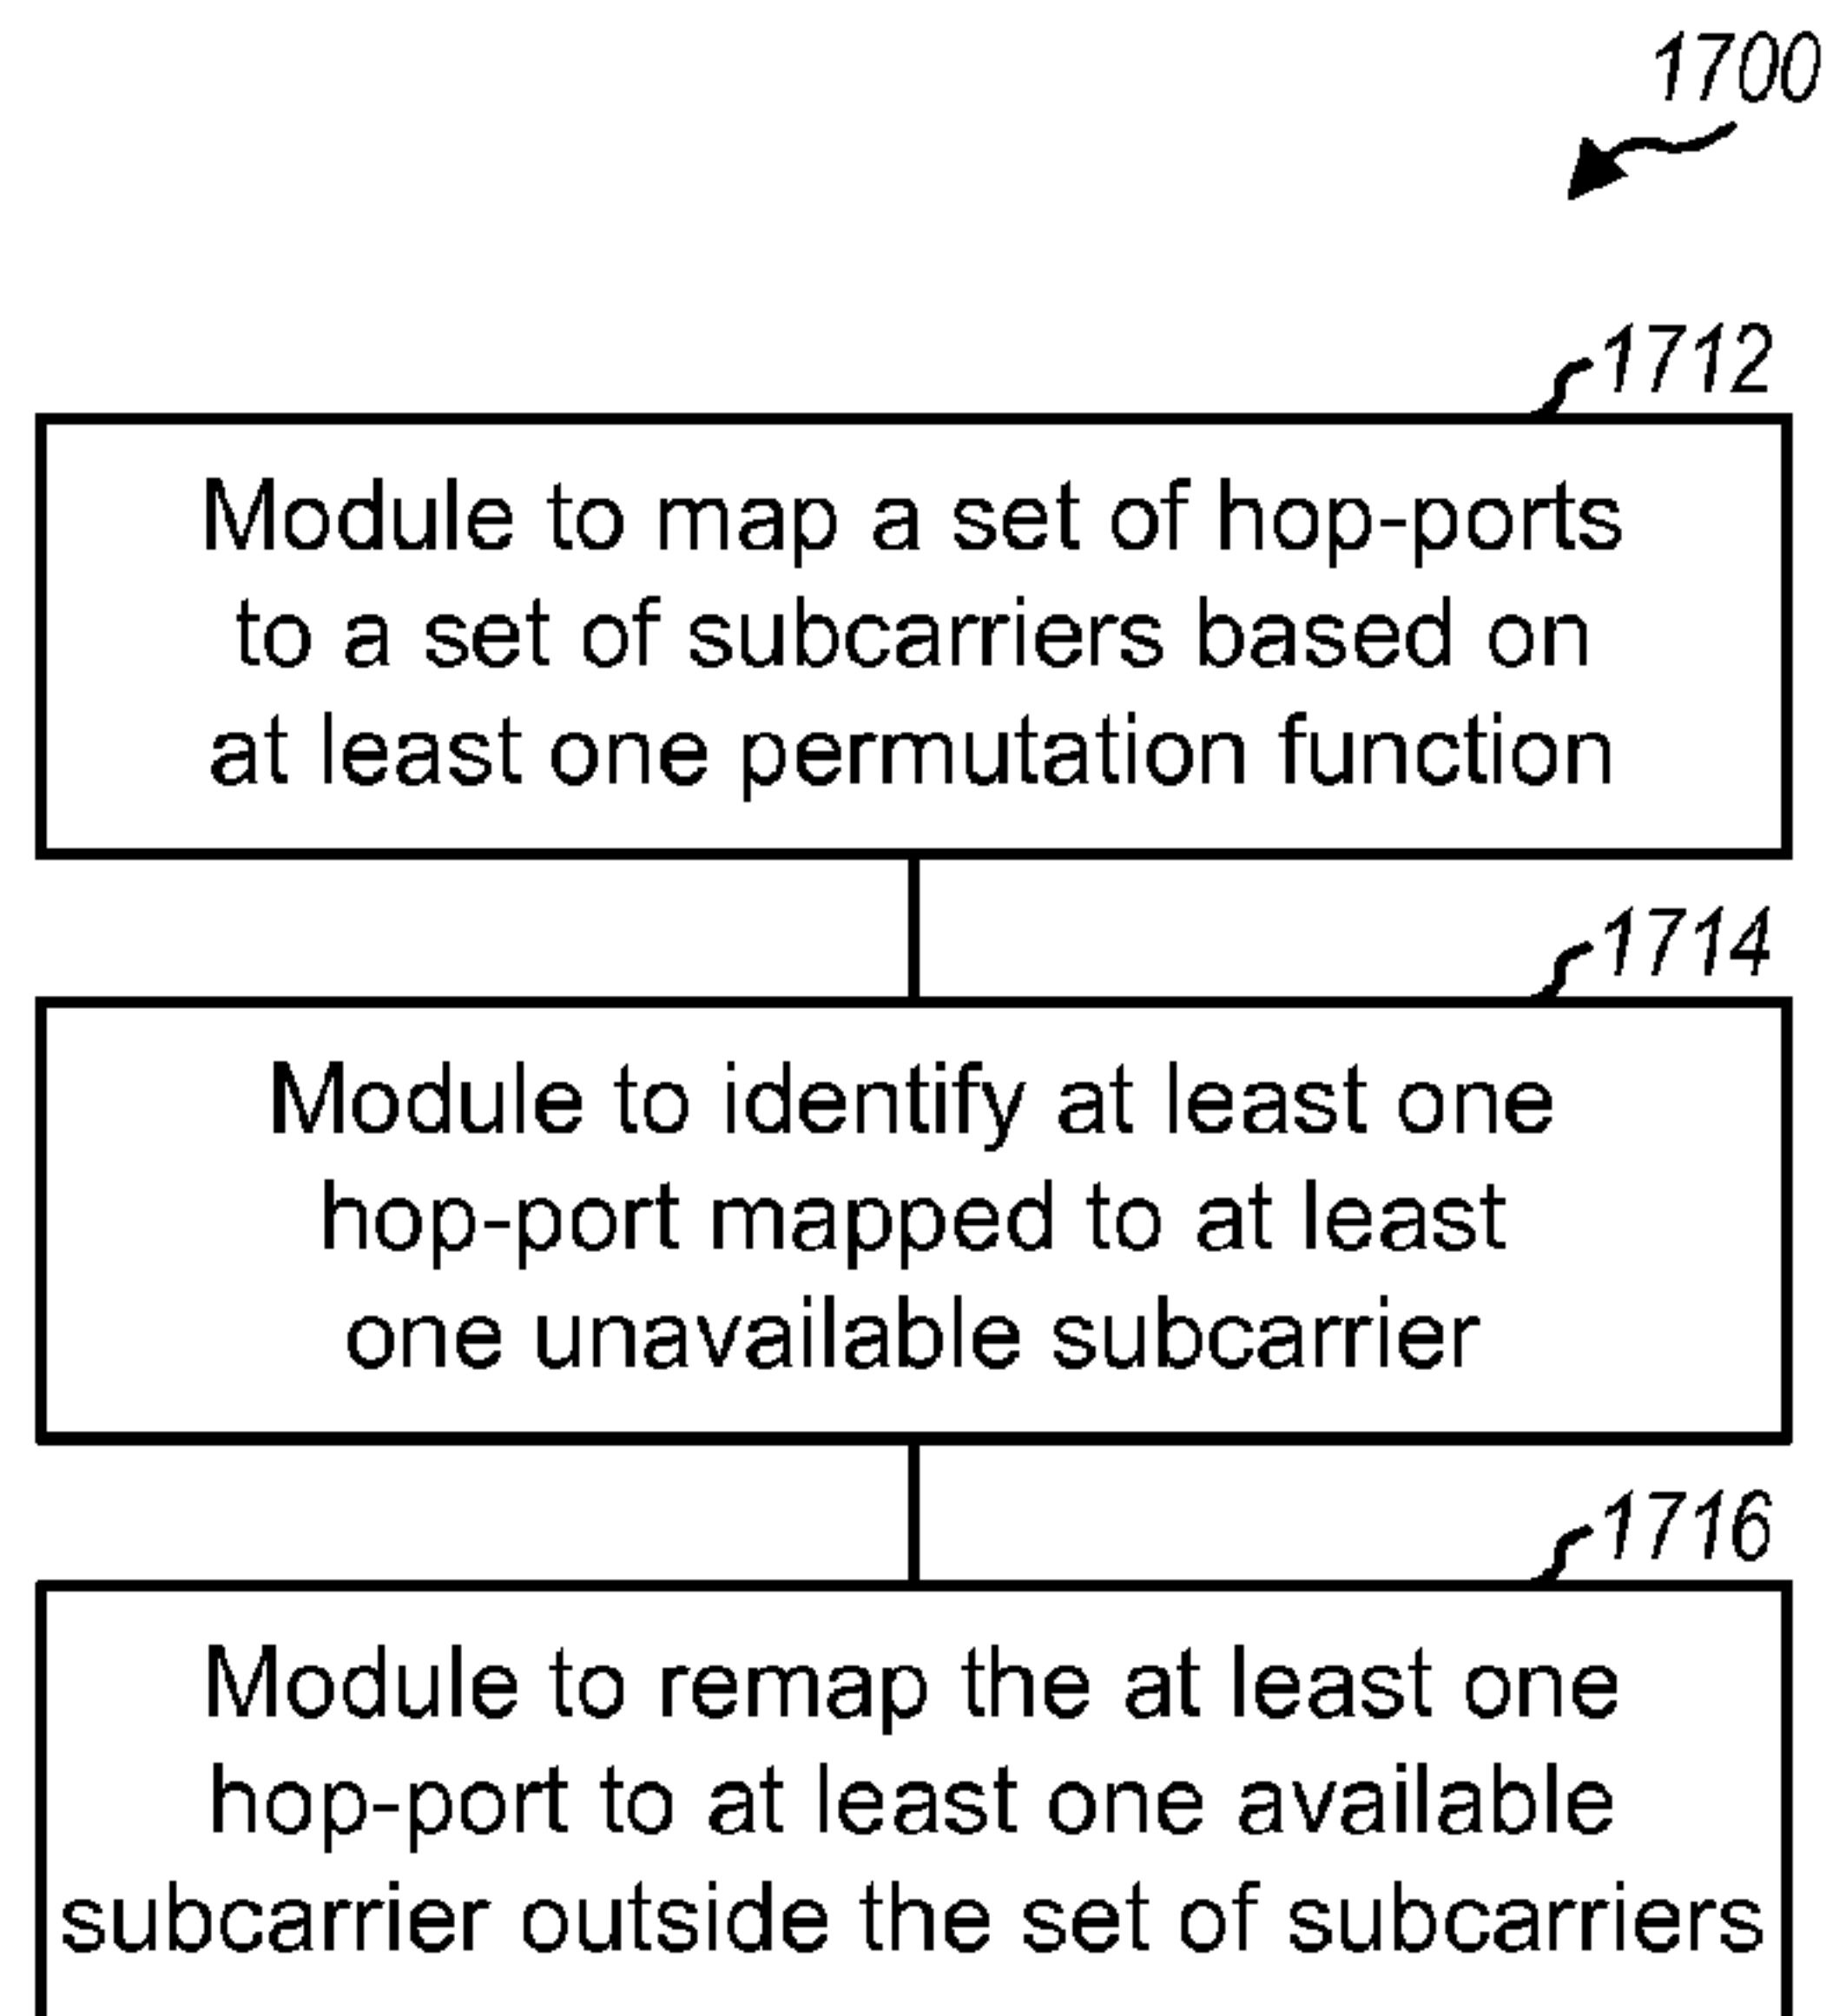 1700
1712
Module to map a set of hop-ports
to a set of subcarriers based on
at least one permutation function
1714
Module to identify at least one
hop-port mapped to at least
one unavailable subcarrier
1716
Module to remap the at least one
hop-port to at least one available
subcarrier outside the set of subcarriers